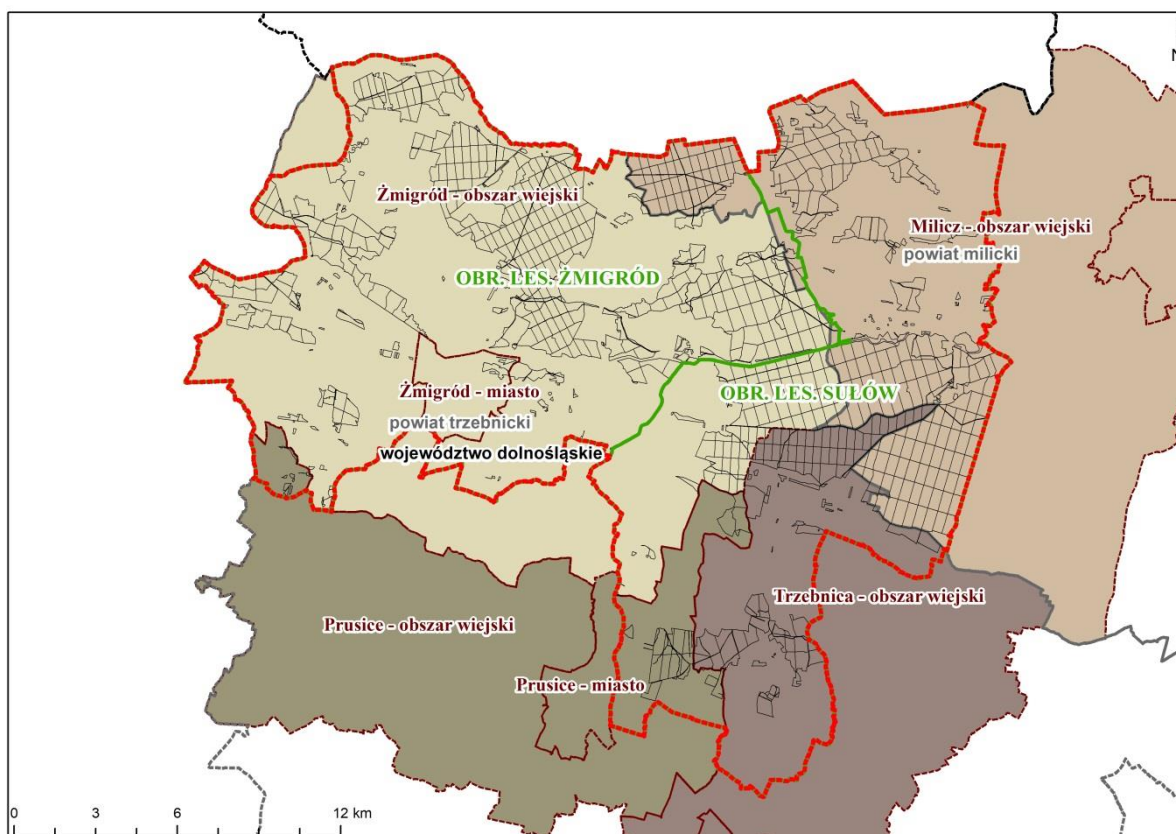 N
Żmigród - obszar wiejski
Milicz - obszar wiejski
powiat milicki
OBR. LEŚ. ŻMIGRÓD
OBR. LEŚ. SUŁÓW
Żmigród - miasto
powiat trzebnicki
województwo dolnośląskie
Trzebnica - obszar wiejski
Prusice - obszar wiejski
Prusice - miasto
0 3 6 12 km